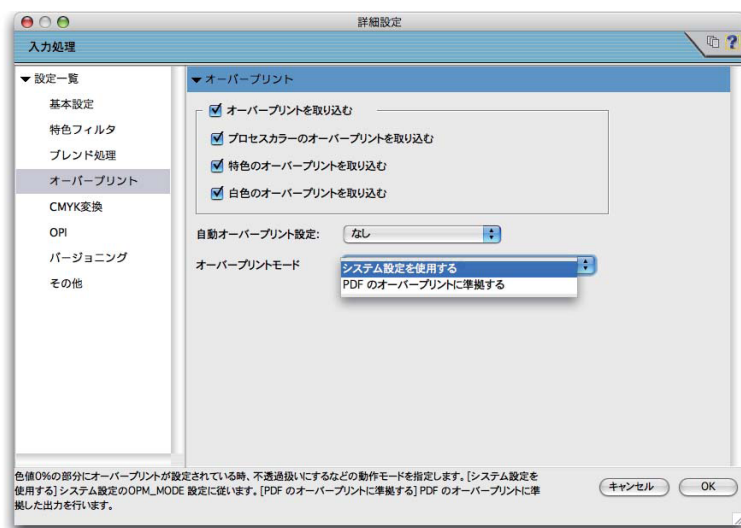 詳細設定
入力処理
?
設定一覧
基本設定
特色フィルタ
ブレンド処理
オーバープリント
CMYK変換
OPI
バージョニング
その他
オーバープリント
オーバープリントを取り込む
プロセスカラーのオーバープリントを取り込む
特色のオーバープリントを取り込む
白色のオーバープリントを取り込む
自動オーバープリント設定: なし
オーバープリントモード
システム設定を使用する
PDF のオーバープリントに準拠する
色値0%の部分にオーバープリントが設定されている時、不透過扱いにするなどの動作モードを指定します。[システム設定を
使用する] システム設定のOPM_MODE 設定に従います。[PDF のオーバープリントに準拠する] PDF のオーバープリントに準
拠した出力を行います。
キャンセル OK